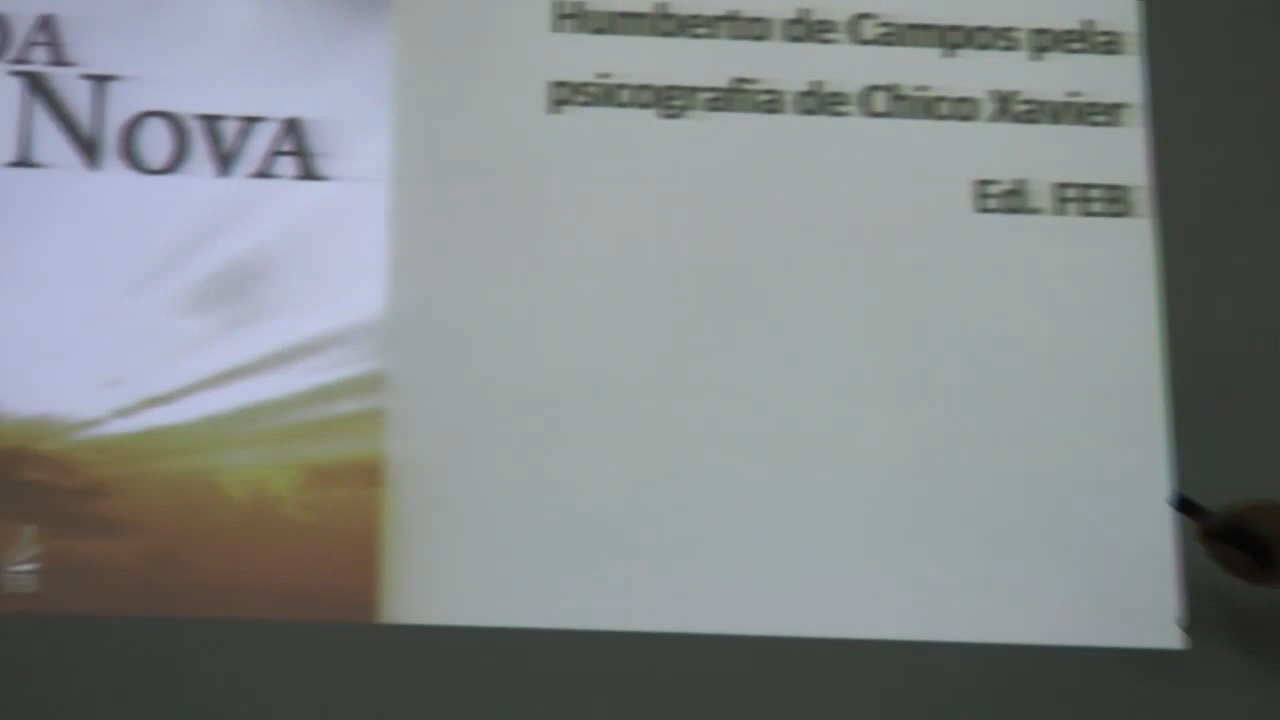 DA
NOVA
Humberto de Campos pela
psicografia de Chico Xavier
Ed. FEB